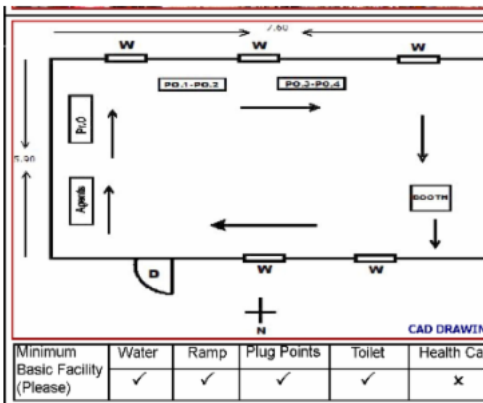 7.60
W W W
PO.1-PO.2 PO.3-PO.4
Pr.O
5.90
Agents
BOOTH
D
W W
N
CAD DRAWIN
Minimum Basic Facility (Please) Water Ramp Plug Points Toilet Health Ca
✓ ✓ ✓ ✓ x